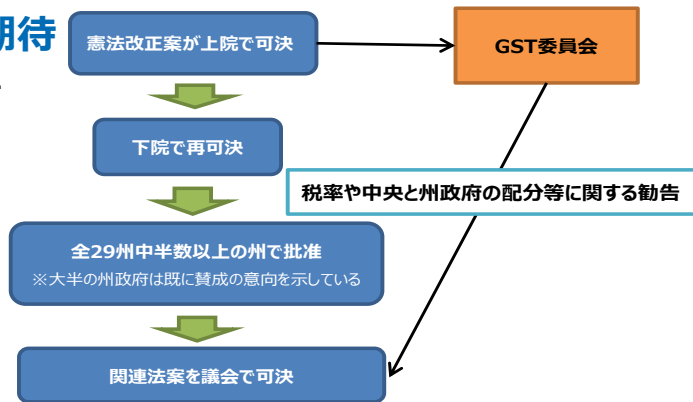 期待
憲法改正案が上院で可決
GST委員会
下院で再可決
税率や中央と州政府の配分等に関する勧告
全29州中半数以上の州で批准
※大半の州政府は既に賛成の意向を示している
関連法案を議会で可決